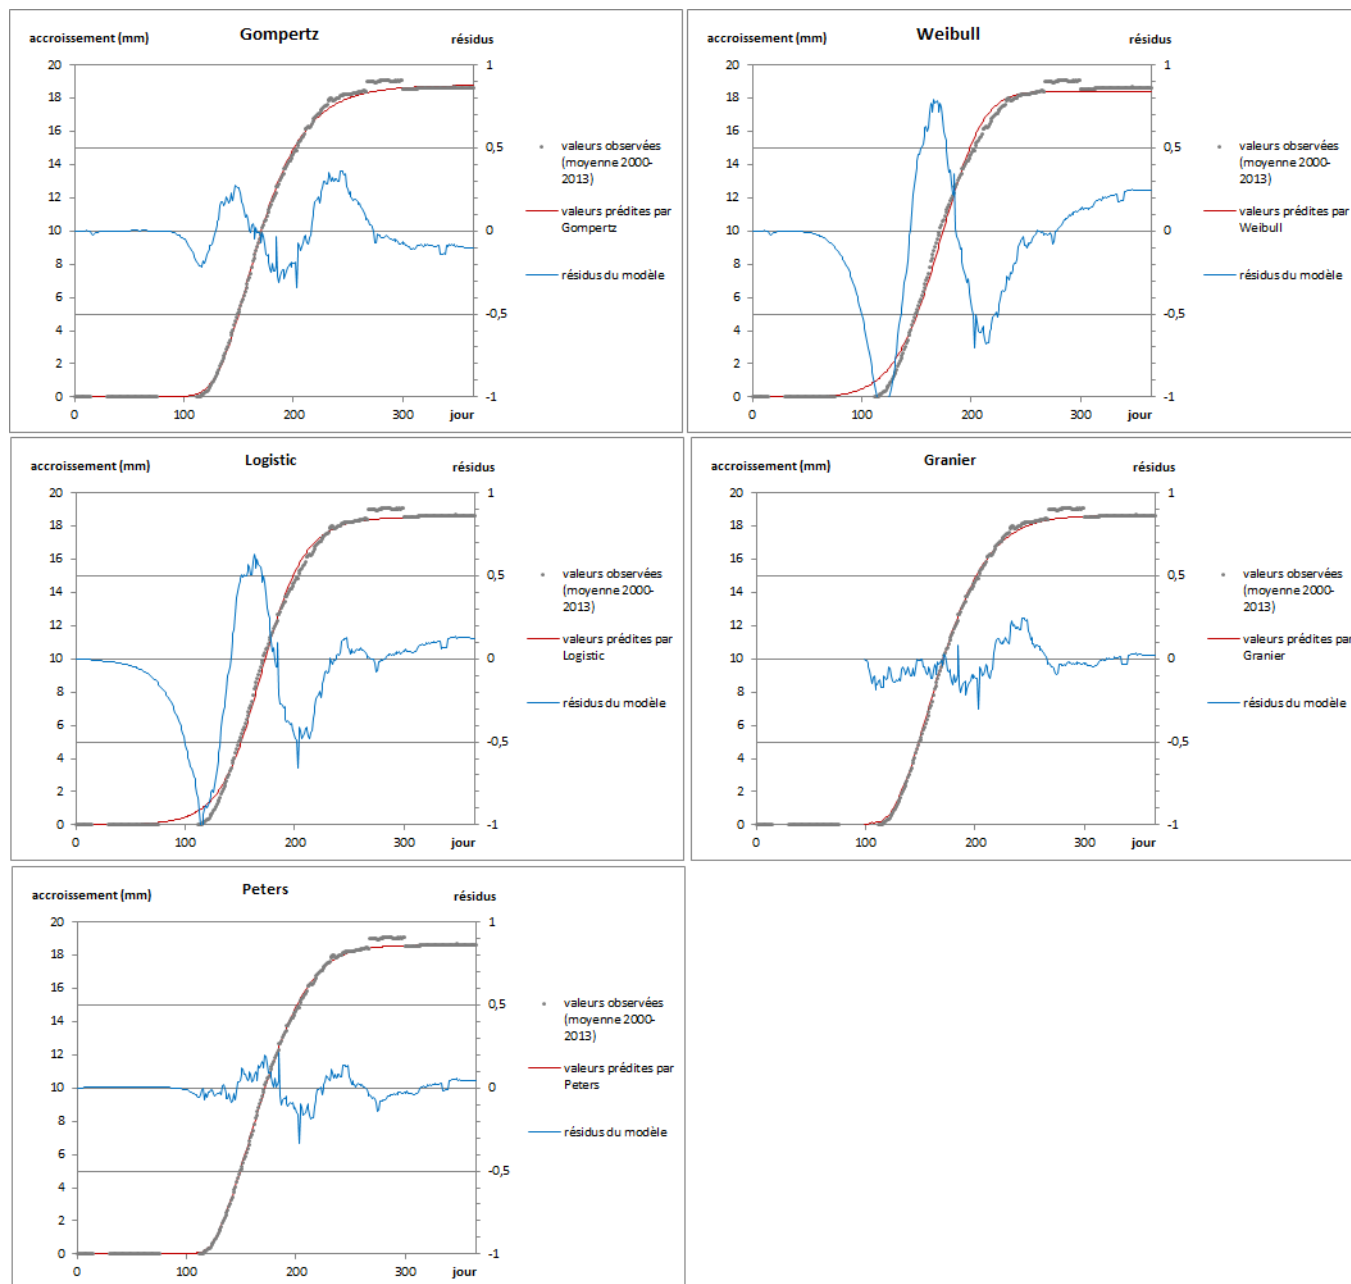 accroissement (mm)
Gompertz
résidus
20
18
16
14
12
10
8
6
4
2
0
1
0,5
0
-0,5
-1
0
100
200
300
jour
valeurs observées
(moyenne 2000-
2013)
valeurs prédites par
Gompertz
résidus du modèle
accroissement (mm)
Weibull
résidus
20
18
16
14
12
10
8
6
4
2
0
1
0,5
0
-0,5
-1
0
100
200
300
jour
valeurs observées
(moyenne 2000-
2013)
valeurs prédites par
Weibull
résidus du modèle
accroissement (mm)
Logistic
résidus
20
18
16
14
12
10
8
6
4
2
0
1
0,5
0
-0,5
-1
0
100
200
300
jour
valeurs observées
(moyenne 2000-
2013)
valeurs prédites par
Logistic
résidus du modèle
accroissement (mm)
Granier
résidus
20
18
16
14
12
10
8
6
4
2
0
1
0,5
0
-0,5
-1
0
100
200
300
jour
valeurs observées
(moyenne 2000-
2013)
valeurs prédites par
Granier
résidus du modèle
accroissement (mm)
Peters
résidus
20
18
16
14
12
10
8
6
4
2
0
1
0,5
0
-0,5
-1
0
100
200
300
jour
valeurs observées
(moyenne 2000-
2013)
valeurs prédites par
Peters
résidus du modèle